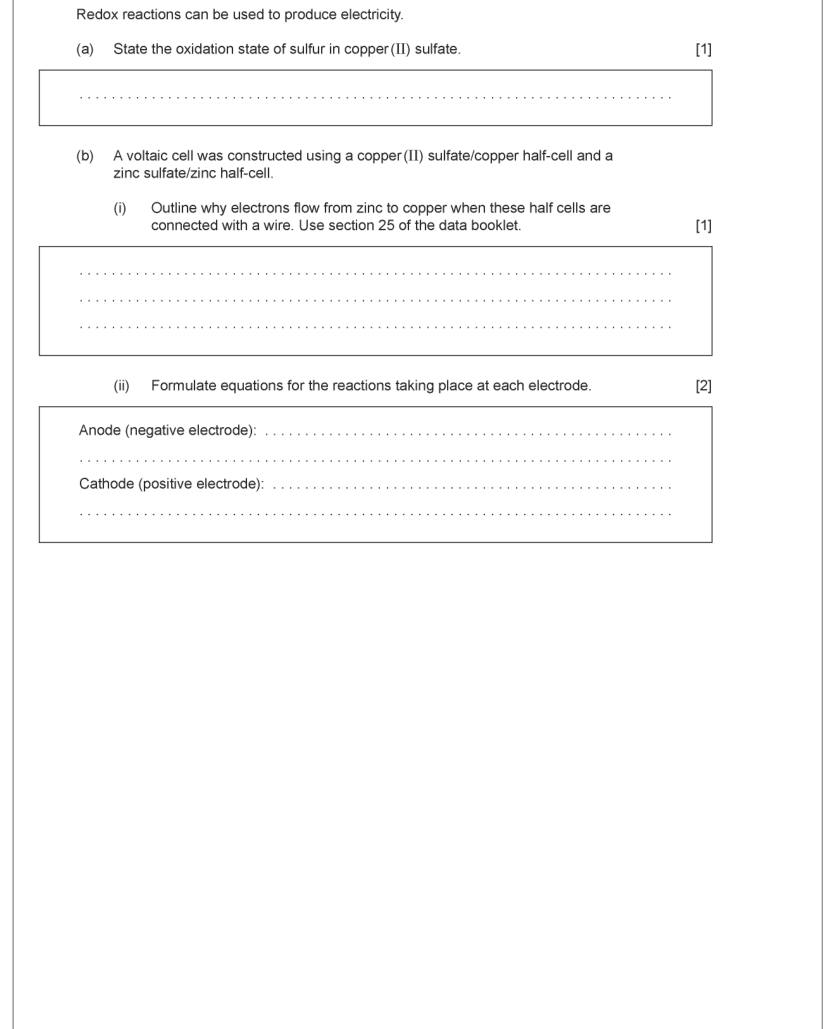 Redox reactions can be used to produce electricity.
(a) State the oxidation state of sulfur in copper(II) sulfate. [1]
(b) A voltaic cell was constructed using a copper(II) sulfate/copper half-cell and a
zinc sulfate/zinc half-cell.
(i) Outline why electrons flow from zinc to copper when these half cells are
connected with a wire. Use section 25 of the data booklet. [1]
(ii) Formulate equations for the reactions taking place at each electrode. [2]
Anode (negative electrode):
Cathode (positive electrode):